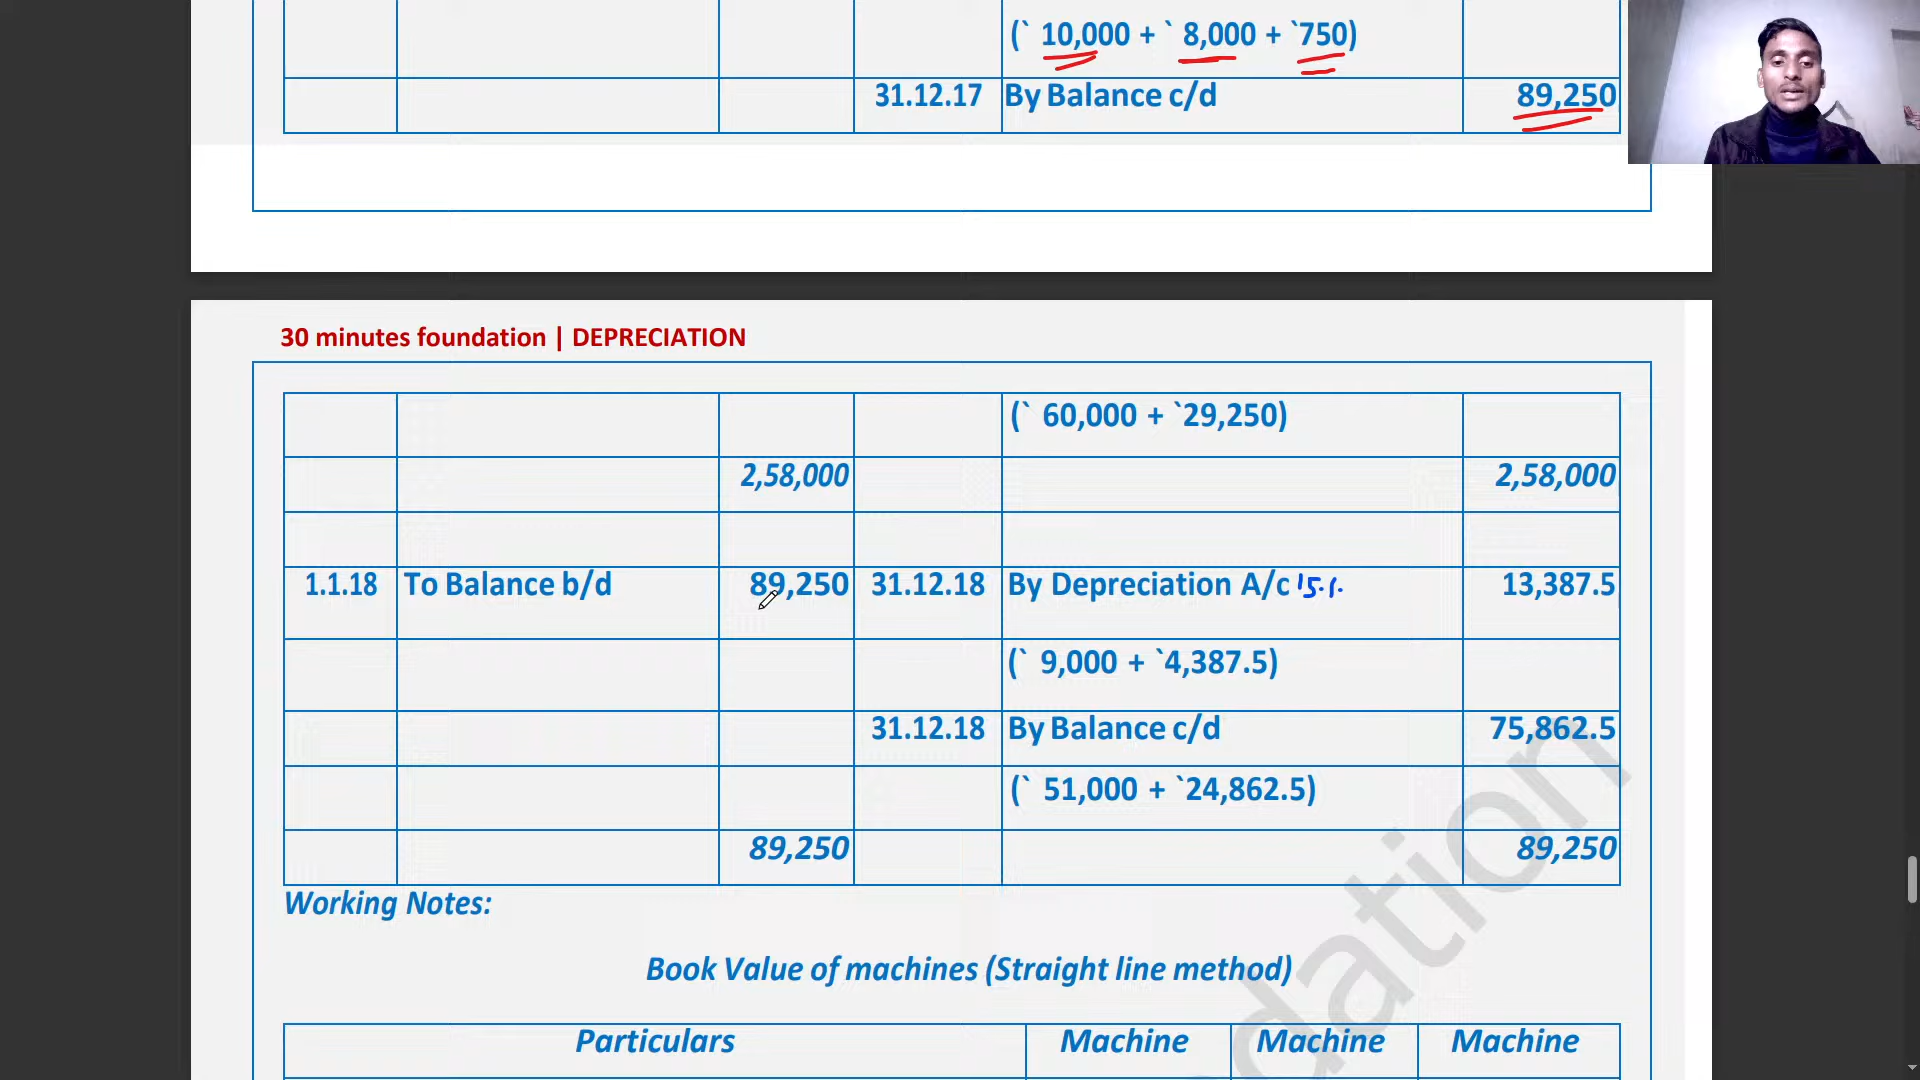 (` 10,000 + ` 8,000 + `750)
31.12.17 By Balance c/d 89,250
30 minutes foundation | DEPRECIATION
(` 60,000 + `29,250)
2,58,000 2,58,000
1.1.18 To Balance b/d 89,250 31.12.18 By Depreciation A/c 15.1. 13,387.5
(` 9,000 + `4,387.5)
31.12.18 By Balance c/d 75,862.5
(` 51,000 + `24,862.5)
89,250 89,250
Working Notes:
Book Value of machines (Straight line method)
Particulars Machine Machine Machine
dation